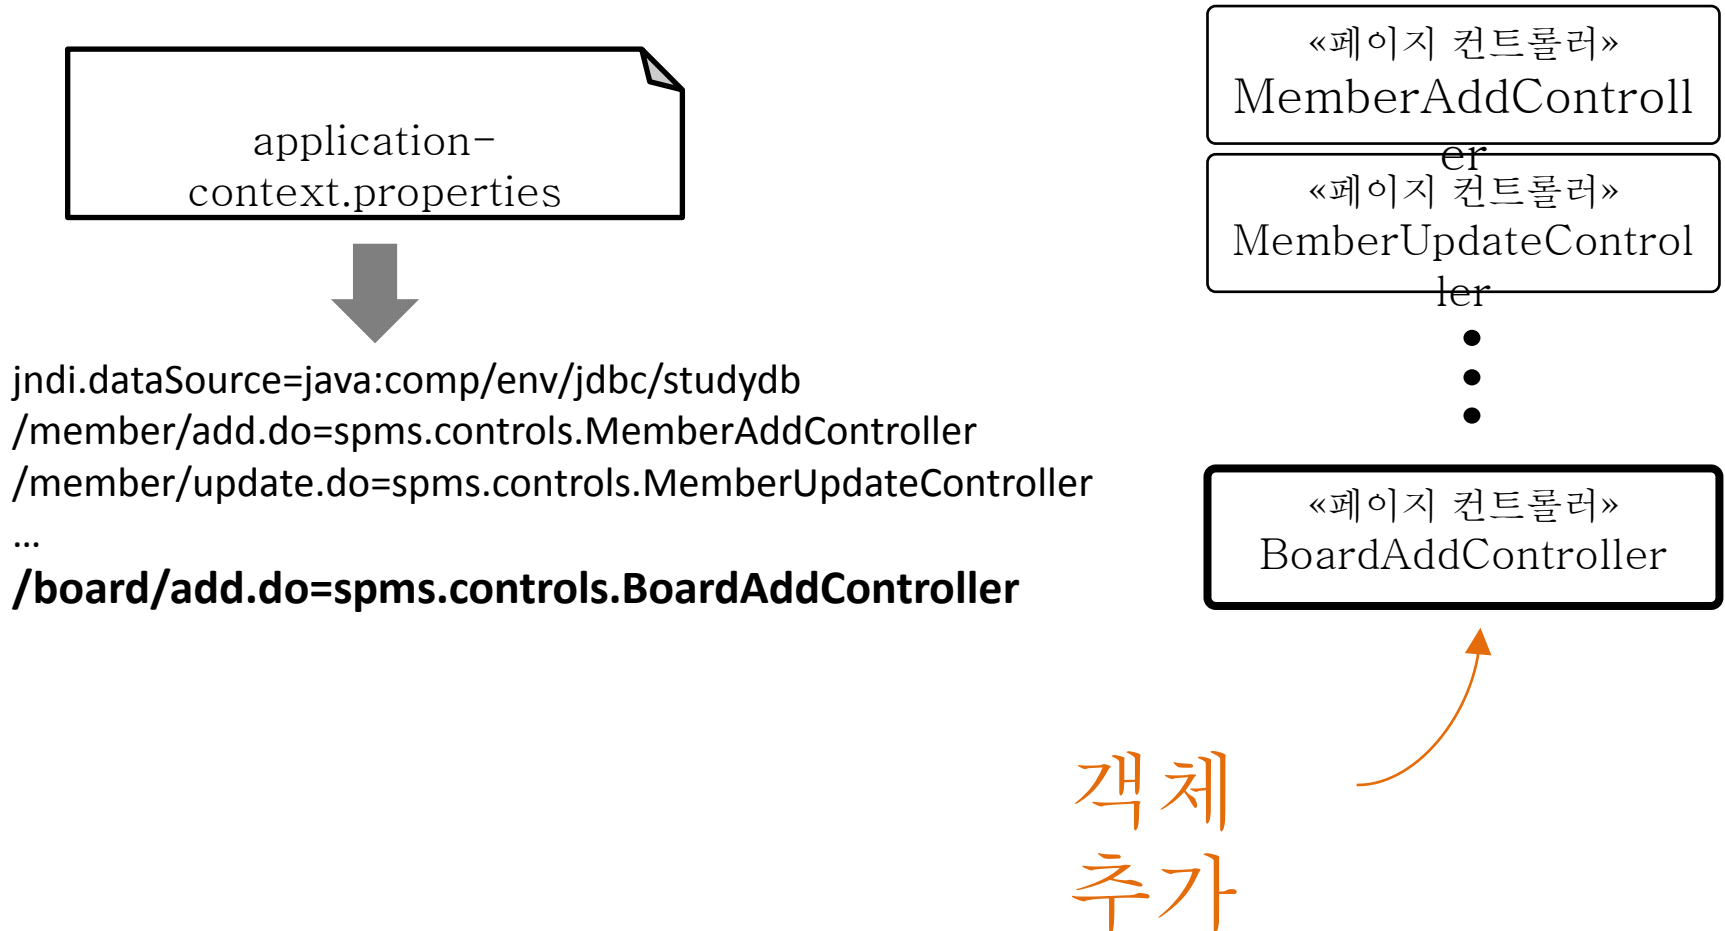 application-
context.properties
jndi.dataSource=java:comp/env/jdbc/studydb
/member/add.do=spms.controls.MemberAddController
/member/update.do=spms.controls.MemberUpdateController
…
/board/add.do=spms.controls.BoardAddController
«페이지 컨트롤러»
MemberAddControll
er
«페이지 컨트롤러»
MemberUpdateControl
ler
«페이지 컨트롤러»
BoardAddController
객체
추가